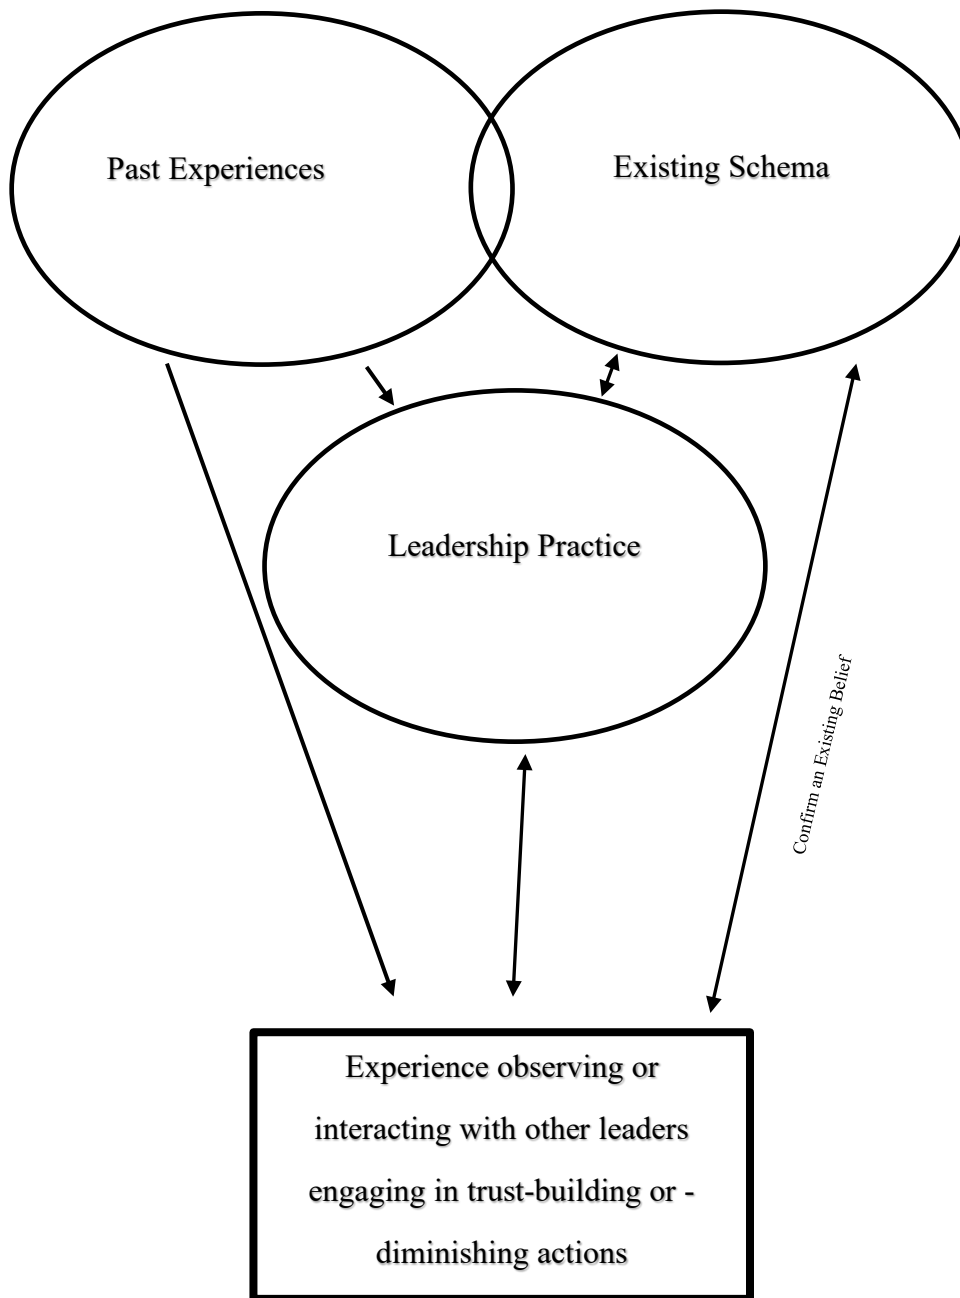 Past Experiences
Existing Schema
Leadership Practice
Confirm an Existing Belief
Experience observing or
interacting with other leaders
engaging in trust-building or -
diminishing actions